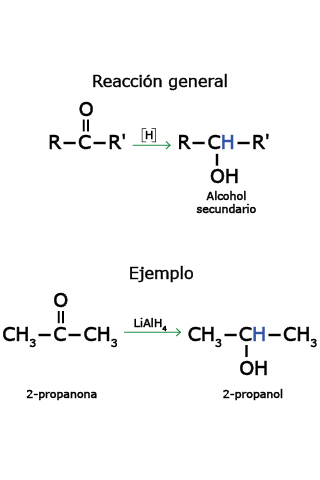 Reacción general
O
R–C–R' [H] R–CH–R'
OH
Alcohol
secundario
Ejemplo
O
CH₃–C–CH₃ LiAlH₄ CH₃–CH–CH₃
OH
2-propanona 2-propanol